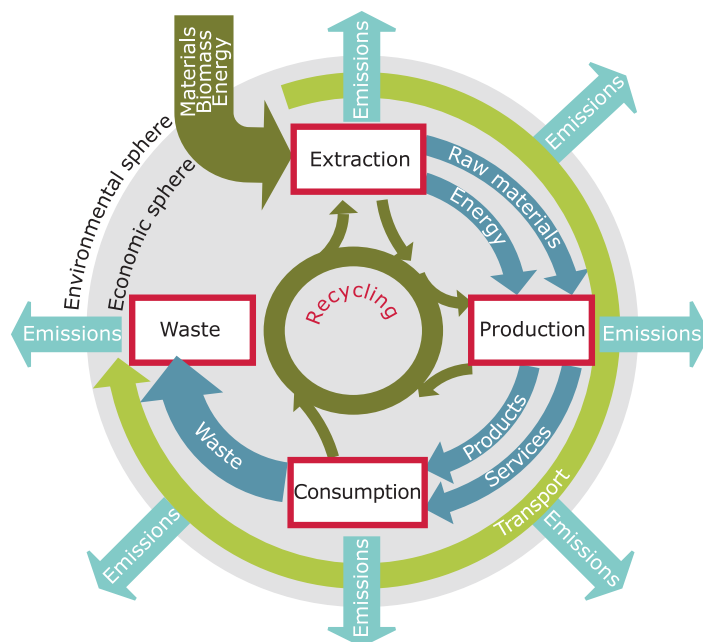 Materials
Biomass
Energy
Emissions
Emissions
Environmental sphere
Economic sphere
Extraction
Raw materials
Energy
Recycling
Emissions
Waste
Production
Emissions
Waste
Products
Services
Consumption
Transport
Emissions
Emissions
Emissions